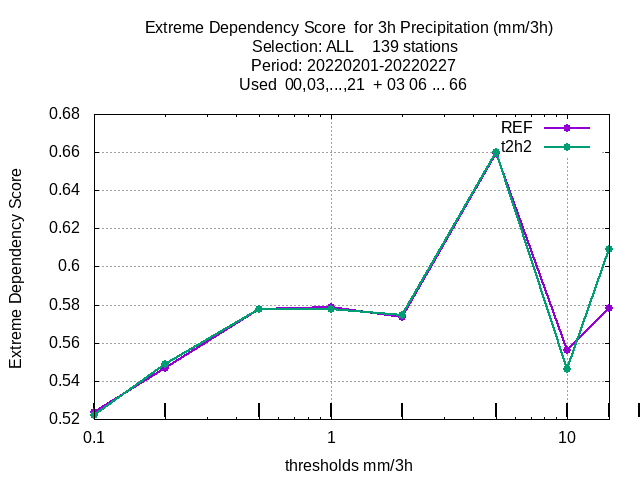 Extreme Dependency Score  for 3h Precipitation (mm/3h)
Selection: ALL    139 stations
Period: 20220201-20220227
Used  00,03,...,21  + 03 06 ... 66
REF
t2h2
0.68
0.66
0.64
0.62
0.6
0.58
0.56
0.54
0.52
Extreme Dependency Score
0.1
1
10
thresholds mm/3h